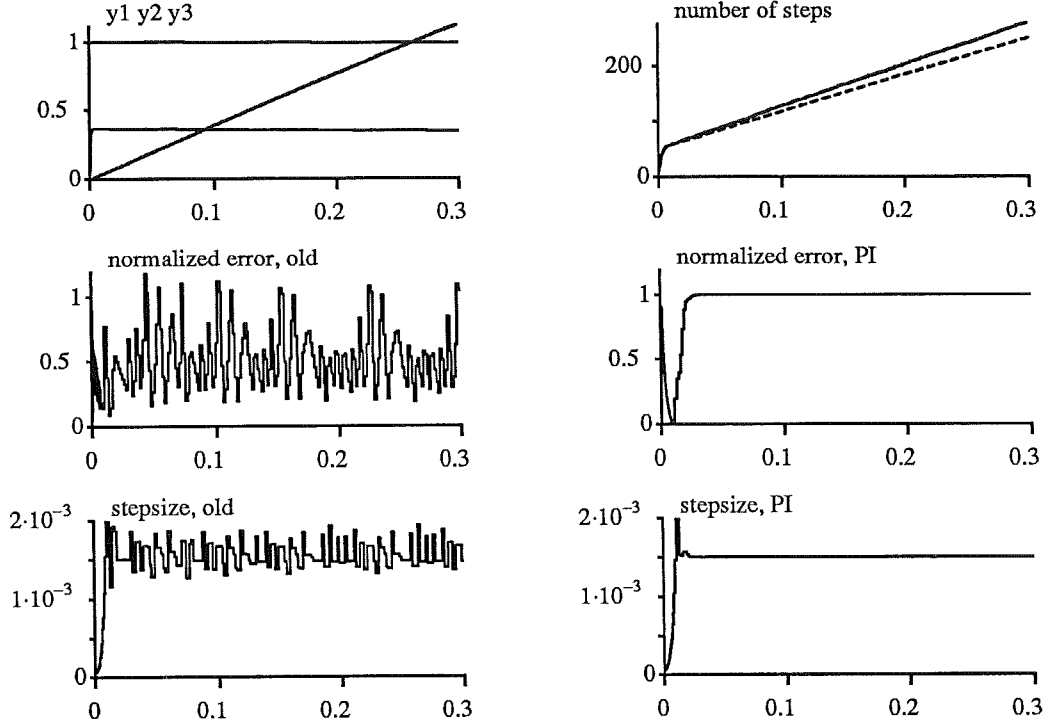 y1 y2 y3
1
0.5
0
0 0.1 0.2 0.3
number of steps
200
0
0 0.1 0.2 0.3
normalized error, old
1
0.5
0
0 0.1 0.2 0.3
normalized error, PI
1
0.5
0
0 0.1 0.2 0.3
stepsize, old
2·10⁻³
1·10⁻³
0
0 0.1 0.2 0.3
stepsize, PI
2·10⁻³
1·10⁻³
0
0 0.1 0.2 0.3